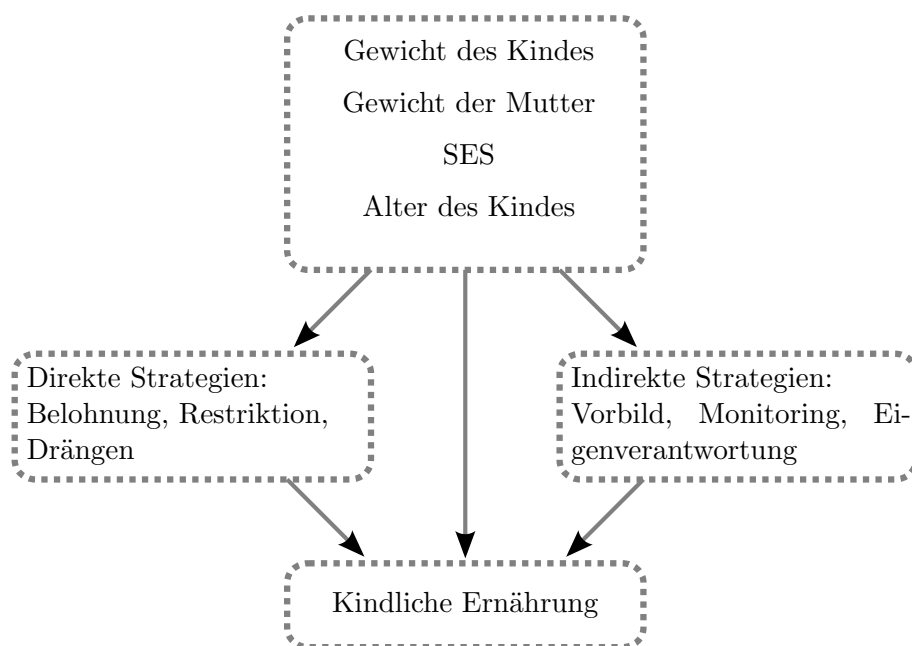 Gewicht des Kindes
Gewicht der Mutter
SES
Alter des Kindes
Direkte Strategien:
Belohnung, Restriktion,
Drängen
Indirekte Strategien:
Vorbild, Monitoring, Ei-
genverantwortung
Kindliche Ernährung